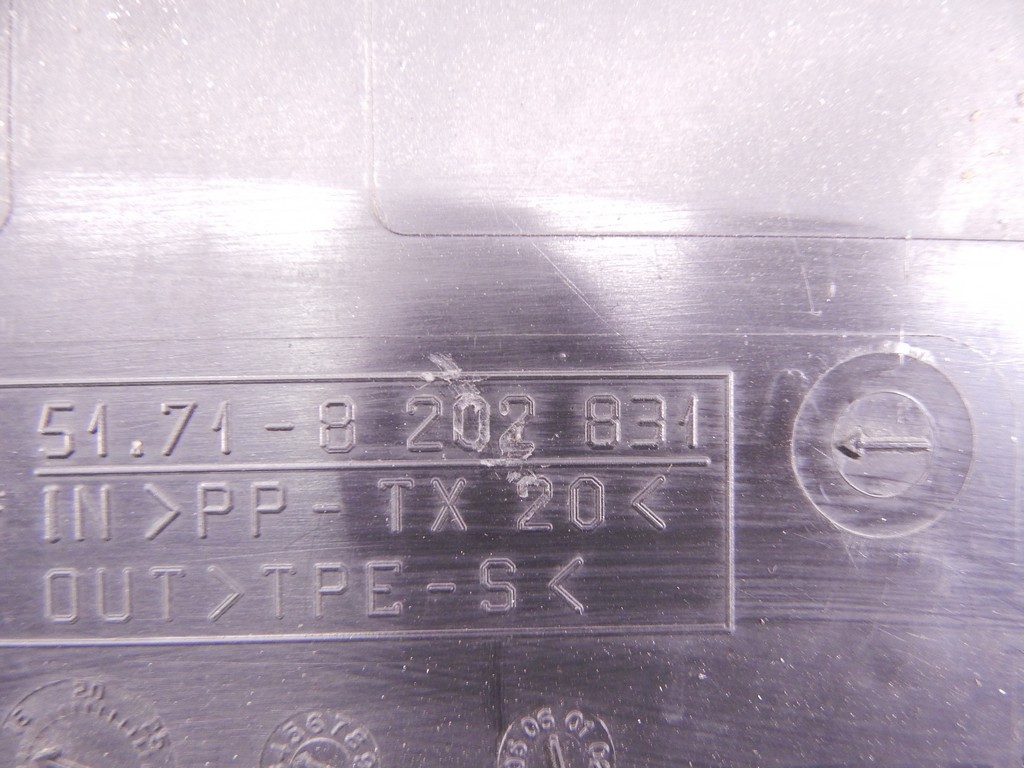 51.71-8 202 831
IN >PP-TX 20<
OUT>TPE-S<